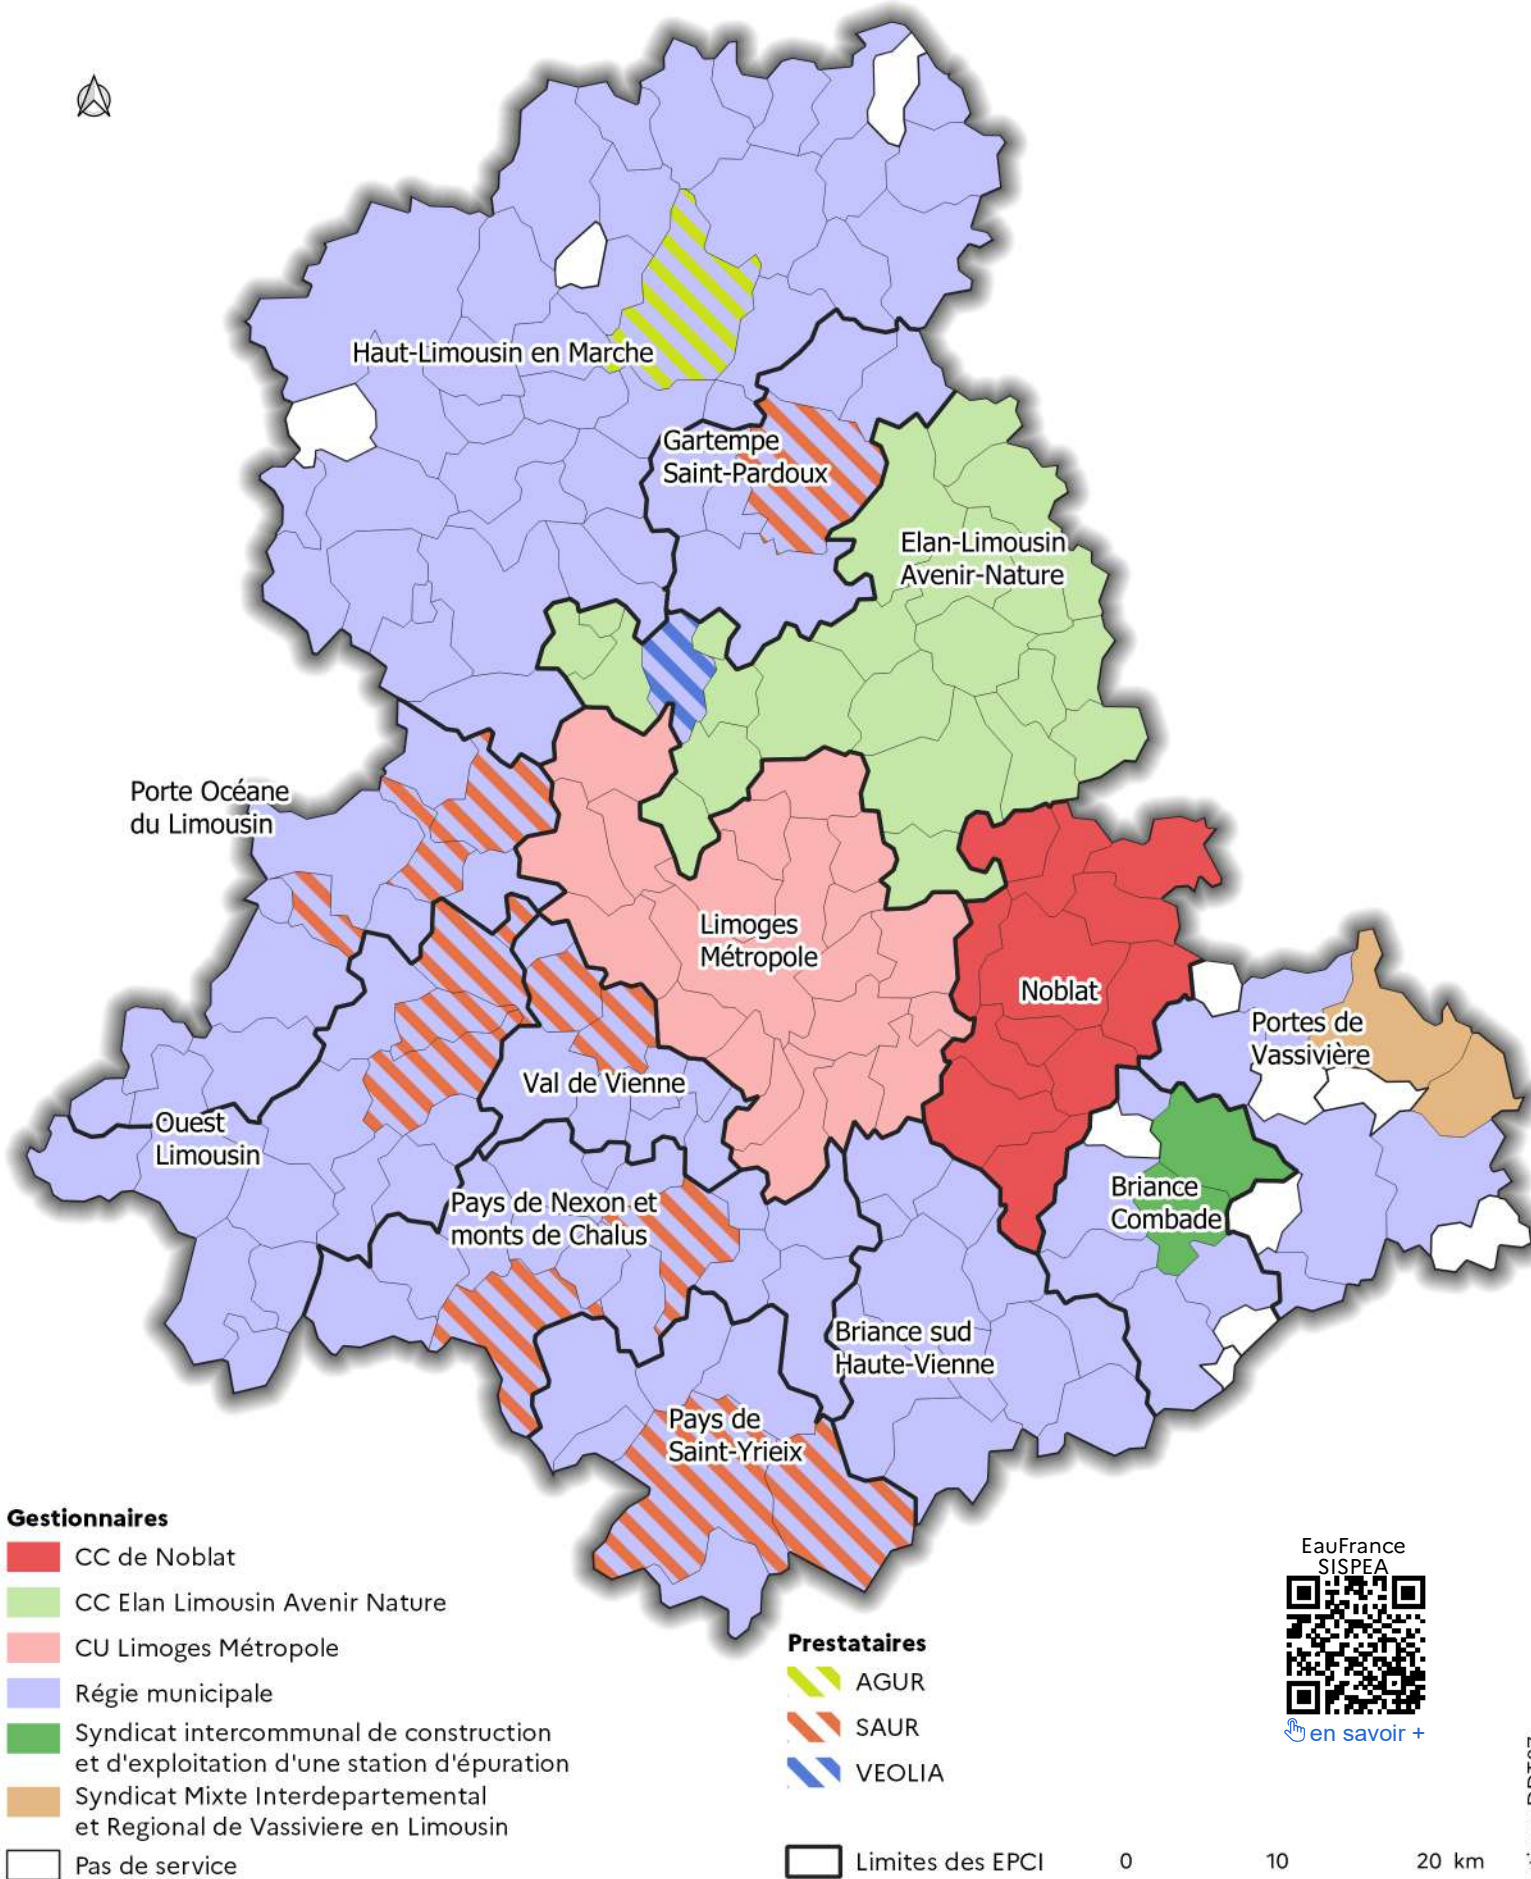 Haut-Limousin en Marche
Gartempe
Saint-Pardoux
Elan-Limousin
Avenir-Nature
Porte Océane
du Limousin
Limoges
Métropole
Noblat
Portes de
Vassivière
Val de Vienne
Ouest
Limousin
Briance
Combade
Pays de Nexon et
monts de Chalus
Briance sud
Haute-Vienne
Pays de
Saint-Yrieix
Gestionnaires
CC de Noblat
CC Elan Limousin Avenir Nature
CU Limoges Métropole
Régie municipale
Syndicat intercommunal de construction
et d'exploitation d'une station d'épuration
Syndicat Mixte Interdepartemental
et Regional de Vassiviere en Limousin
Pas de service
Prestataires
AGUR
SAUR
VEOLIA
Limites des EPCI
EauFrance
SISPEA
en savoir +
0 10 20 km